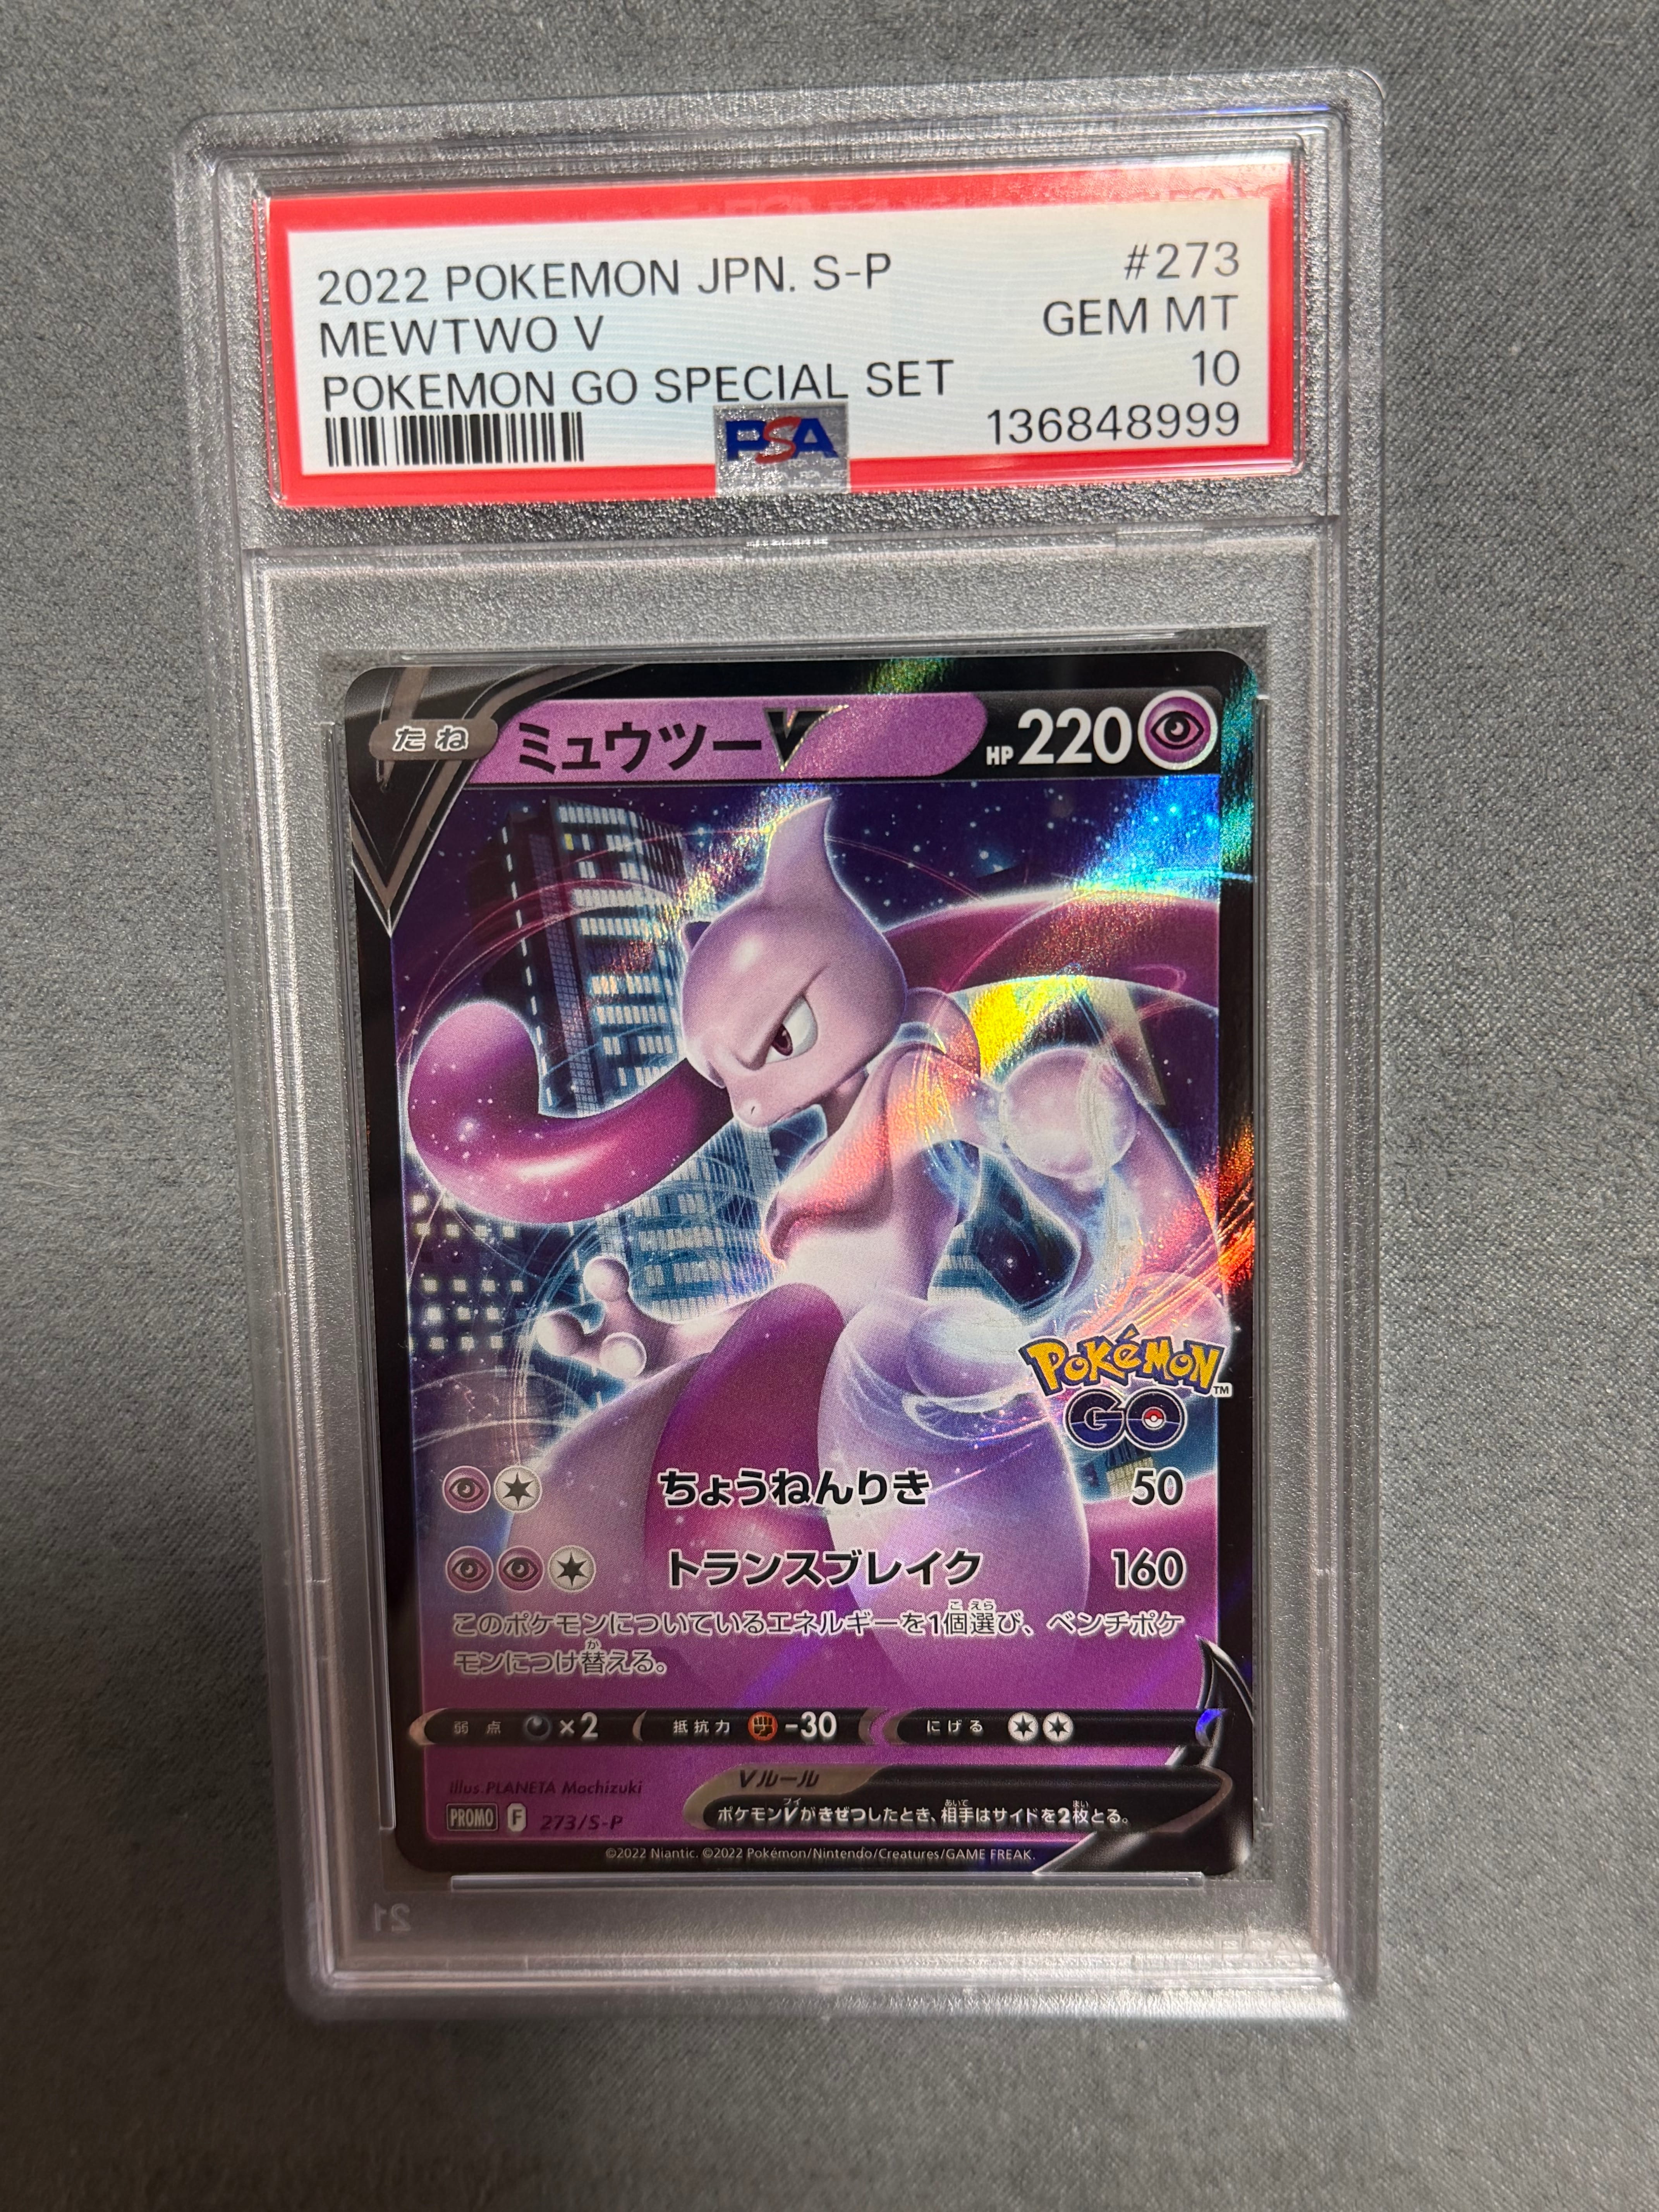 2022 POKEMON JPN. S-P #273
MEWTWO V GEM MT
POKEMON GO SPECIAL SET 10
PSA 136848999
たね ミュウツーV HP 220
POKéMON™
GO
ちょうねんりき 50
トランスブレイク 160
このポケモンについているエネルギーを1個選び、ベンチポケ
モンにつけ替える。
弱点 ×2 抵抗力 -30 にげる
Illus. PLANETA Mochizuki
Vルール
ポケモンVがきぜつしたとき、相手はサイドを2枚とる。
PROMO F 273/S-P
©2022 Niantic. ©2022 Pokémon/Nintendo/Creatures/GAME FREAK.